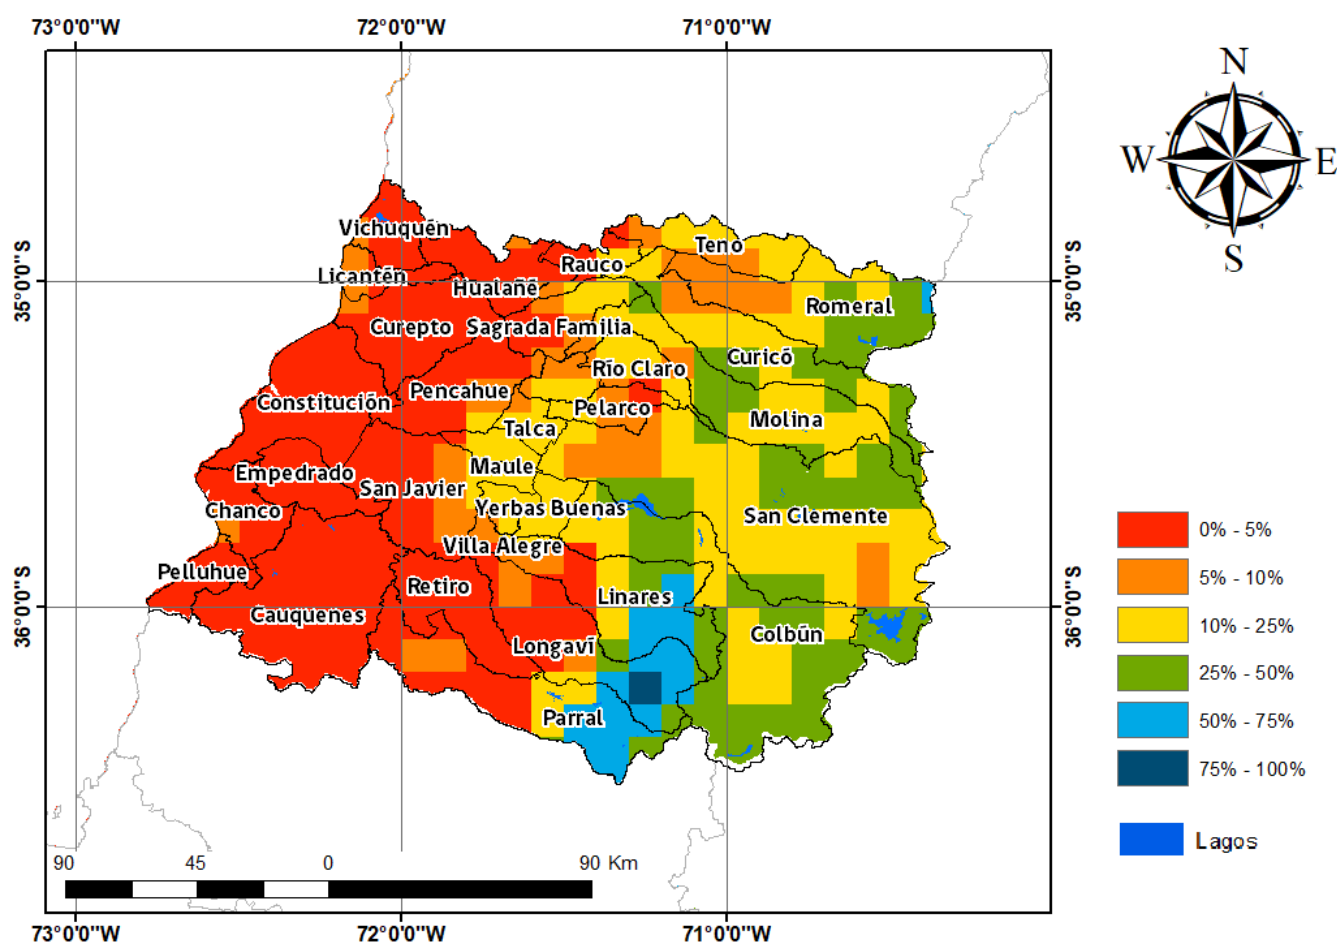 73°0'0"W
72°0'0"W
71°0'0"W
N
W
E
S
35°0'0"S
35°0'0"S
36°0'0"S
36°0'0"S
Vichuquén
Teno
Licantén
Rauco
Hualañé
Romeral
Curepto
Sagrada Familia
Curicó
Río Claro
Pencahue
Constitución
Pelarco
Molina
Talca
Maule
Empedrado
San Javier
Chanco
Yerbas Buenas
San Clemente
Villa Alegre
Pelluhue
Retiro
Linares
Cauquenes
Colbún
Longaví
Parral
0% - 5%
5% - 10%
10% - 25%
25% - 50%
50% - 75%
75% - 100%
Lagos
90
45
0
90 Km
73°0'0"W
72°0'0"W
71°0'0"W